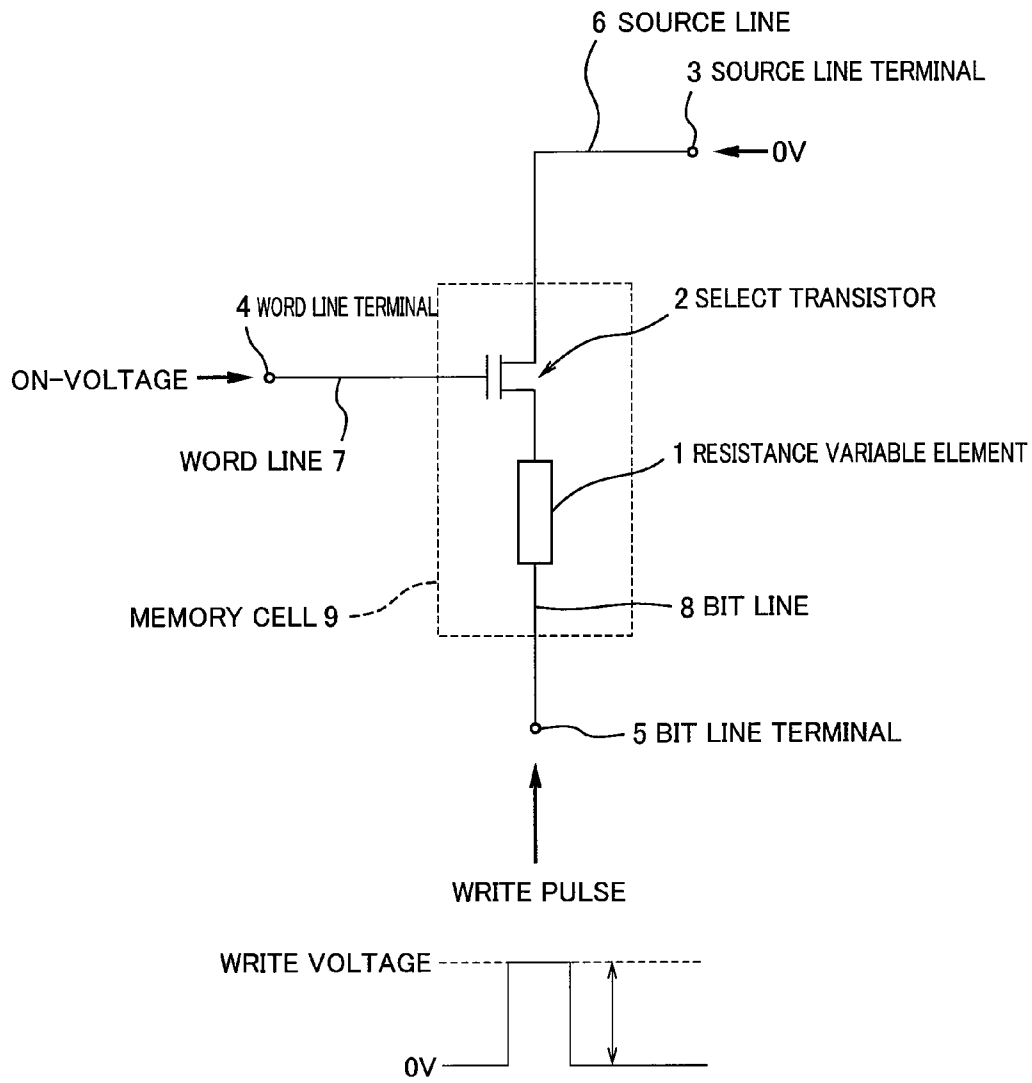 6 SOURCE LINE
3 SOURCE LINE TERMINAL
0V
4 WORD LINE TERMINAL
2 SELECT TRANSISTOR
ON-VOLTAGE
WORD LINE 7
1 RESISTANCE VARIABLE ELEMENT
MEMORY CELL 9
8 BIT LINE
5 BIT LINE TERMINAL
WRITE PULSE
WRITE VOLTAGE
0V